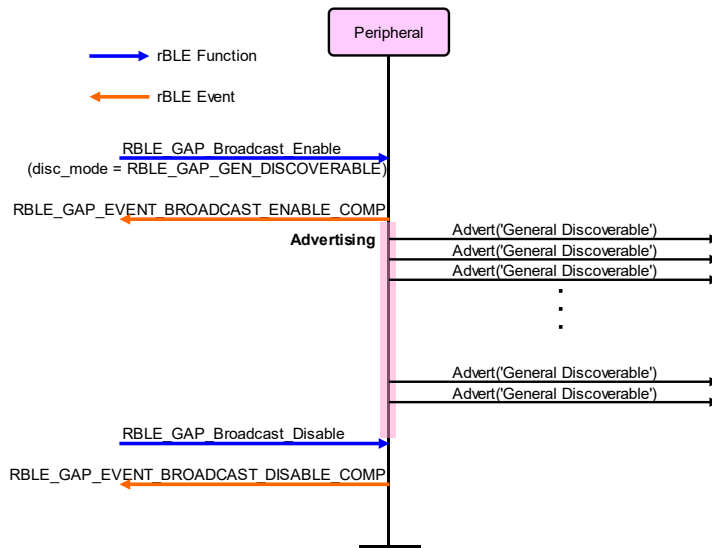 Peripheral
rBLE Function
rBLE Event
RBLE_GAP_Broadcast_Enable
(disc_mode = RBLE_GAP_GEN_DISCOVERABLE)
RBLE_GAP_EVENT_BROADCAST_ENABLE_COMP
Advertising
Advert('General Discoverable')
Advert('General Discoverable')
Advert('General Discoverable')
Advert('General Discoverable')
Advert('General Discoverable')
RBLE_GAP_Broadcast_Disable
RBLE_GAP_EVENT_BROADCAST_DISABLE_COMP